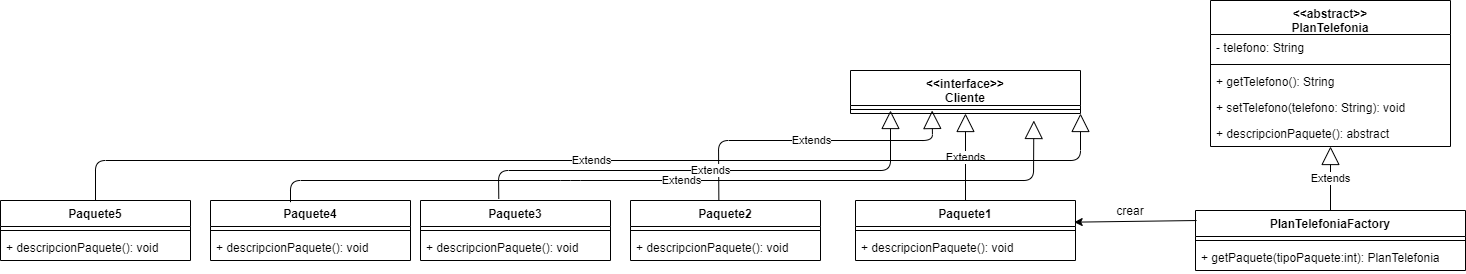 <<abstract>>
PlanTelefonia
- telefono: String
+ getTelefono(): String
+ setTelefono(telefono: String): void
+ descripcionPaquete(): abstract
<<interface>>
Cliente
Extends
Extends
Extends
Extends
Extends
Extends
Paquete5
+ descripcionPaquete(): void
Paquete4
+ descripcionPaquete(): void
Paquete3
+ descripcionPaquete(): void
Paquete2
+ descripcionPaquete(): void
Paquete1
+ descripcionPaquete(): void
crear
PlanTelefoniaFactory
+ getPaquete(tipoPaquete:int): PlanTelefonia